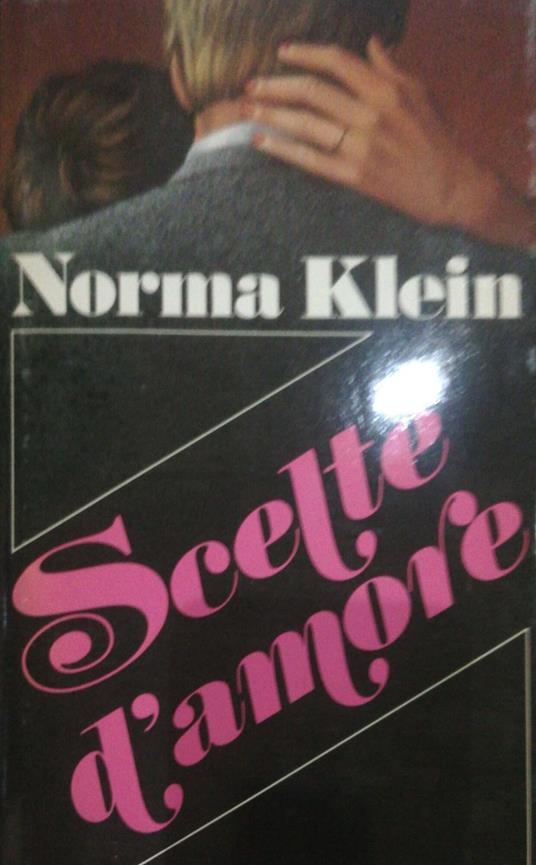 Norma Klein
Scelte
d'amore